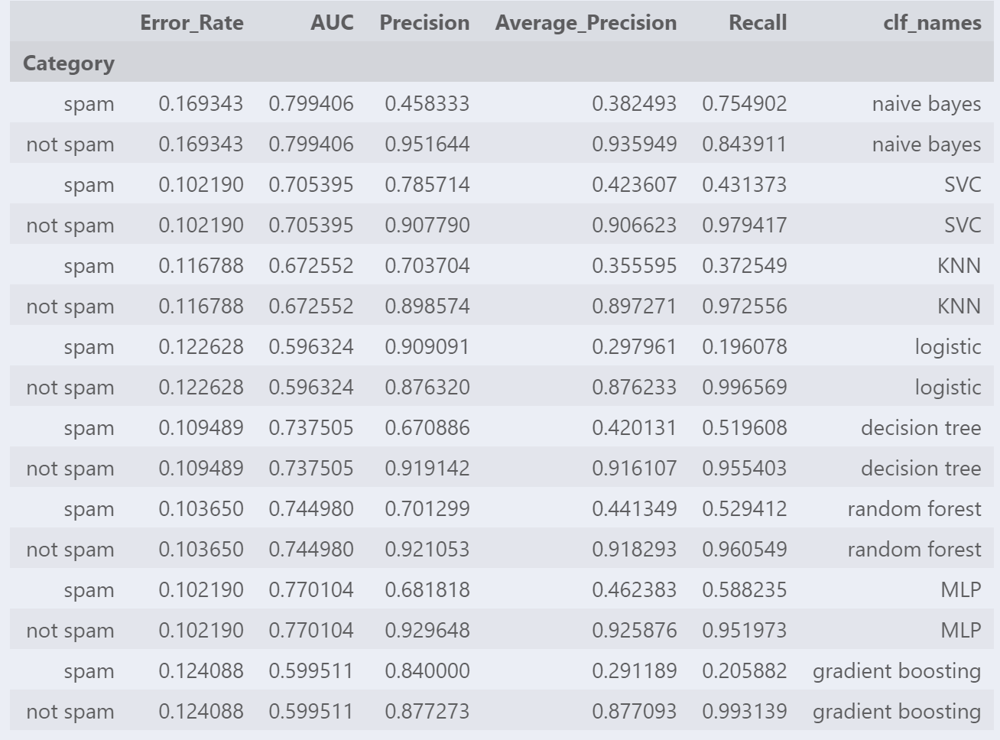 Error_Rate AUC Precision Average_Precision Recall clf_names
Category
spam 0.169343 0.799406 0.458333 0.382493 0.754902 naive bayes
not spam 0.169343 0.799406 0.951644 0.935949 0.843911 naive bayes
spam 0.102190 0.705395 0.785714 0.423607 0.431373 SVC
not spam 0.102190 0.705395 0.907790 0.906623 0.979417 SVC
spam 0.116788 0.672552 0.703704 0.355595 0.372549 KNN
not spam 0.116788 0.672552 0.898574 0.897271 0.972556 KNN
spam 0.122628 0.596324 0.909091 0.297961 0.196078 logistic
not spam 0.122628 0.596324 0.876320 0.876233 0.996569 logistic
spam 0.109489 0.737505 0.670886 0.420131 0.519608 decision tree
not spam 0.109489 0.737505 0.919142 0.916107 0.955403 decision tree
spam 0.103650 0.744980 0.701299 0.441349 0.529412 random forest
not spam 0.103650 0.744980 0.921053 0.918293 0.960549 random forest
spam 0.102190 0.770104 0.681818 0.462383 0.588235 MLP
not spam 0.102190 0.770104 0.929648 0.925876 0.951973 MLP
spam 0.124088 0.599511 0.840000 0.291189 0.205882 gradient boosting
not spam 0.124088 0.599511 0.877273 0.877093 0.993139 gradient boosting